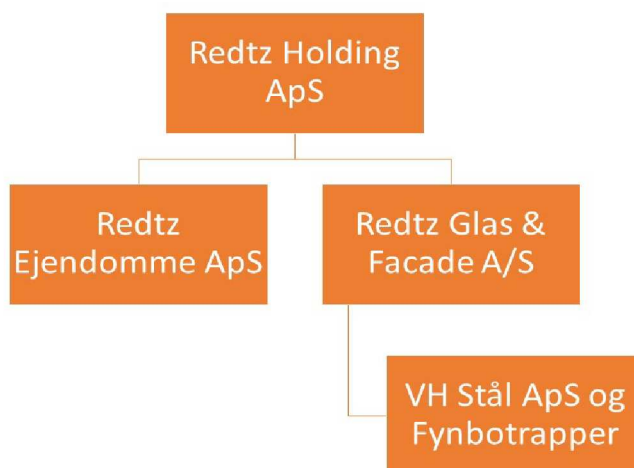 Redtz Holding
ApS
Redtz
Ejendomme ApS
Redtz Glas &
Facade A/S
VH Stål ApS og
Fynbotrapper